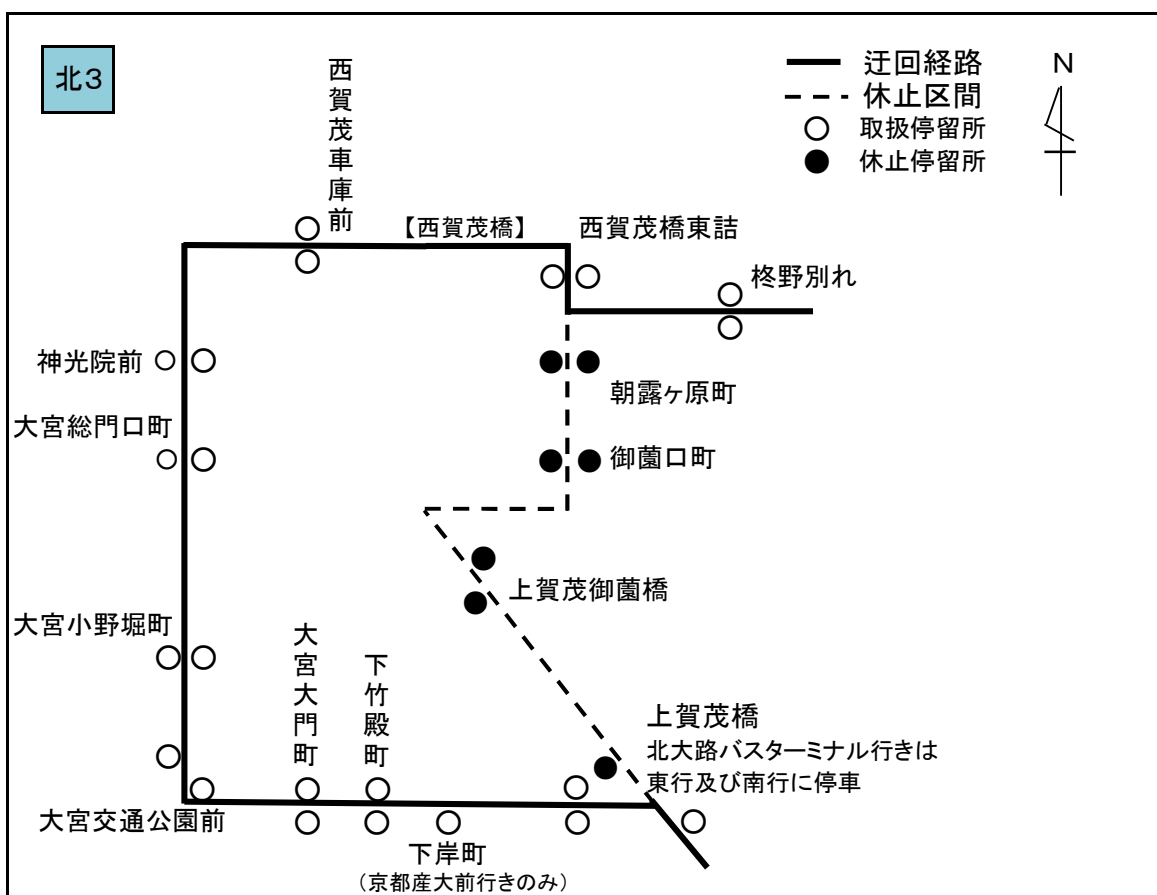 北3
迂回経路
休止区間
取扱停留所
休止停留所
N
西賀茂車庫前
【西賀茂橋】
西賀茂橋東詰
柊野別れ
神光院前
朝露ヶ原町
大宮総門口町
御薗口町
上賀茂御薗橋
大宮小野堀町
大宮大門町
下竹殿町
上賀茂橋
北大路バスターミナル行きは
東行及び南行に停車
大宮交通公園前
下岸町
（京都産大前行きのみ）